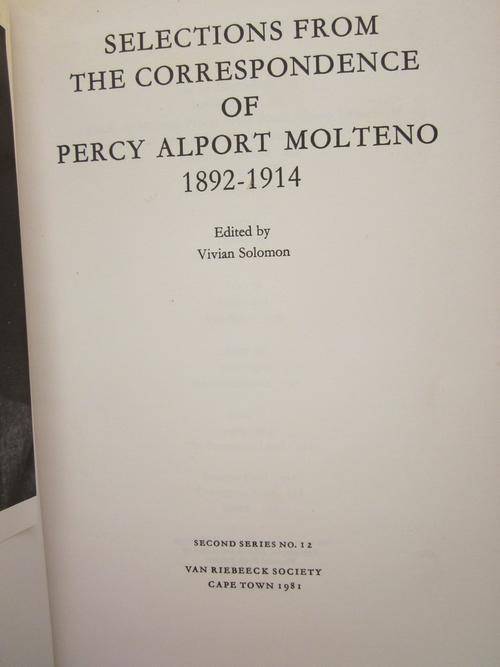 SELECTIONS FROM
THE CORRESPONDENCE
OF
PERCY ALPORT MOLTENO
1892-1914
Edited by
Vivian Solomon
SECOND SERIES NO. 12
VAN RIEBEECK SOCIETY
CAPE TOWN 1981